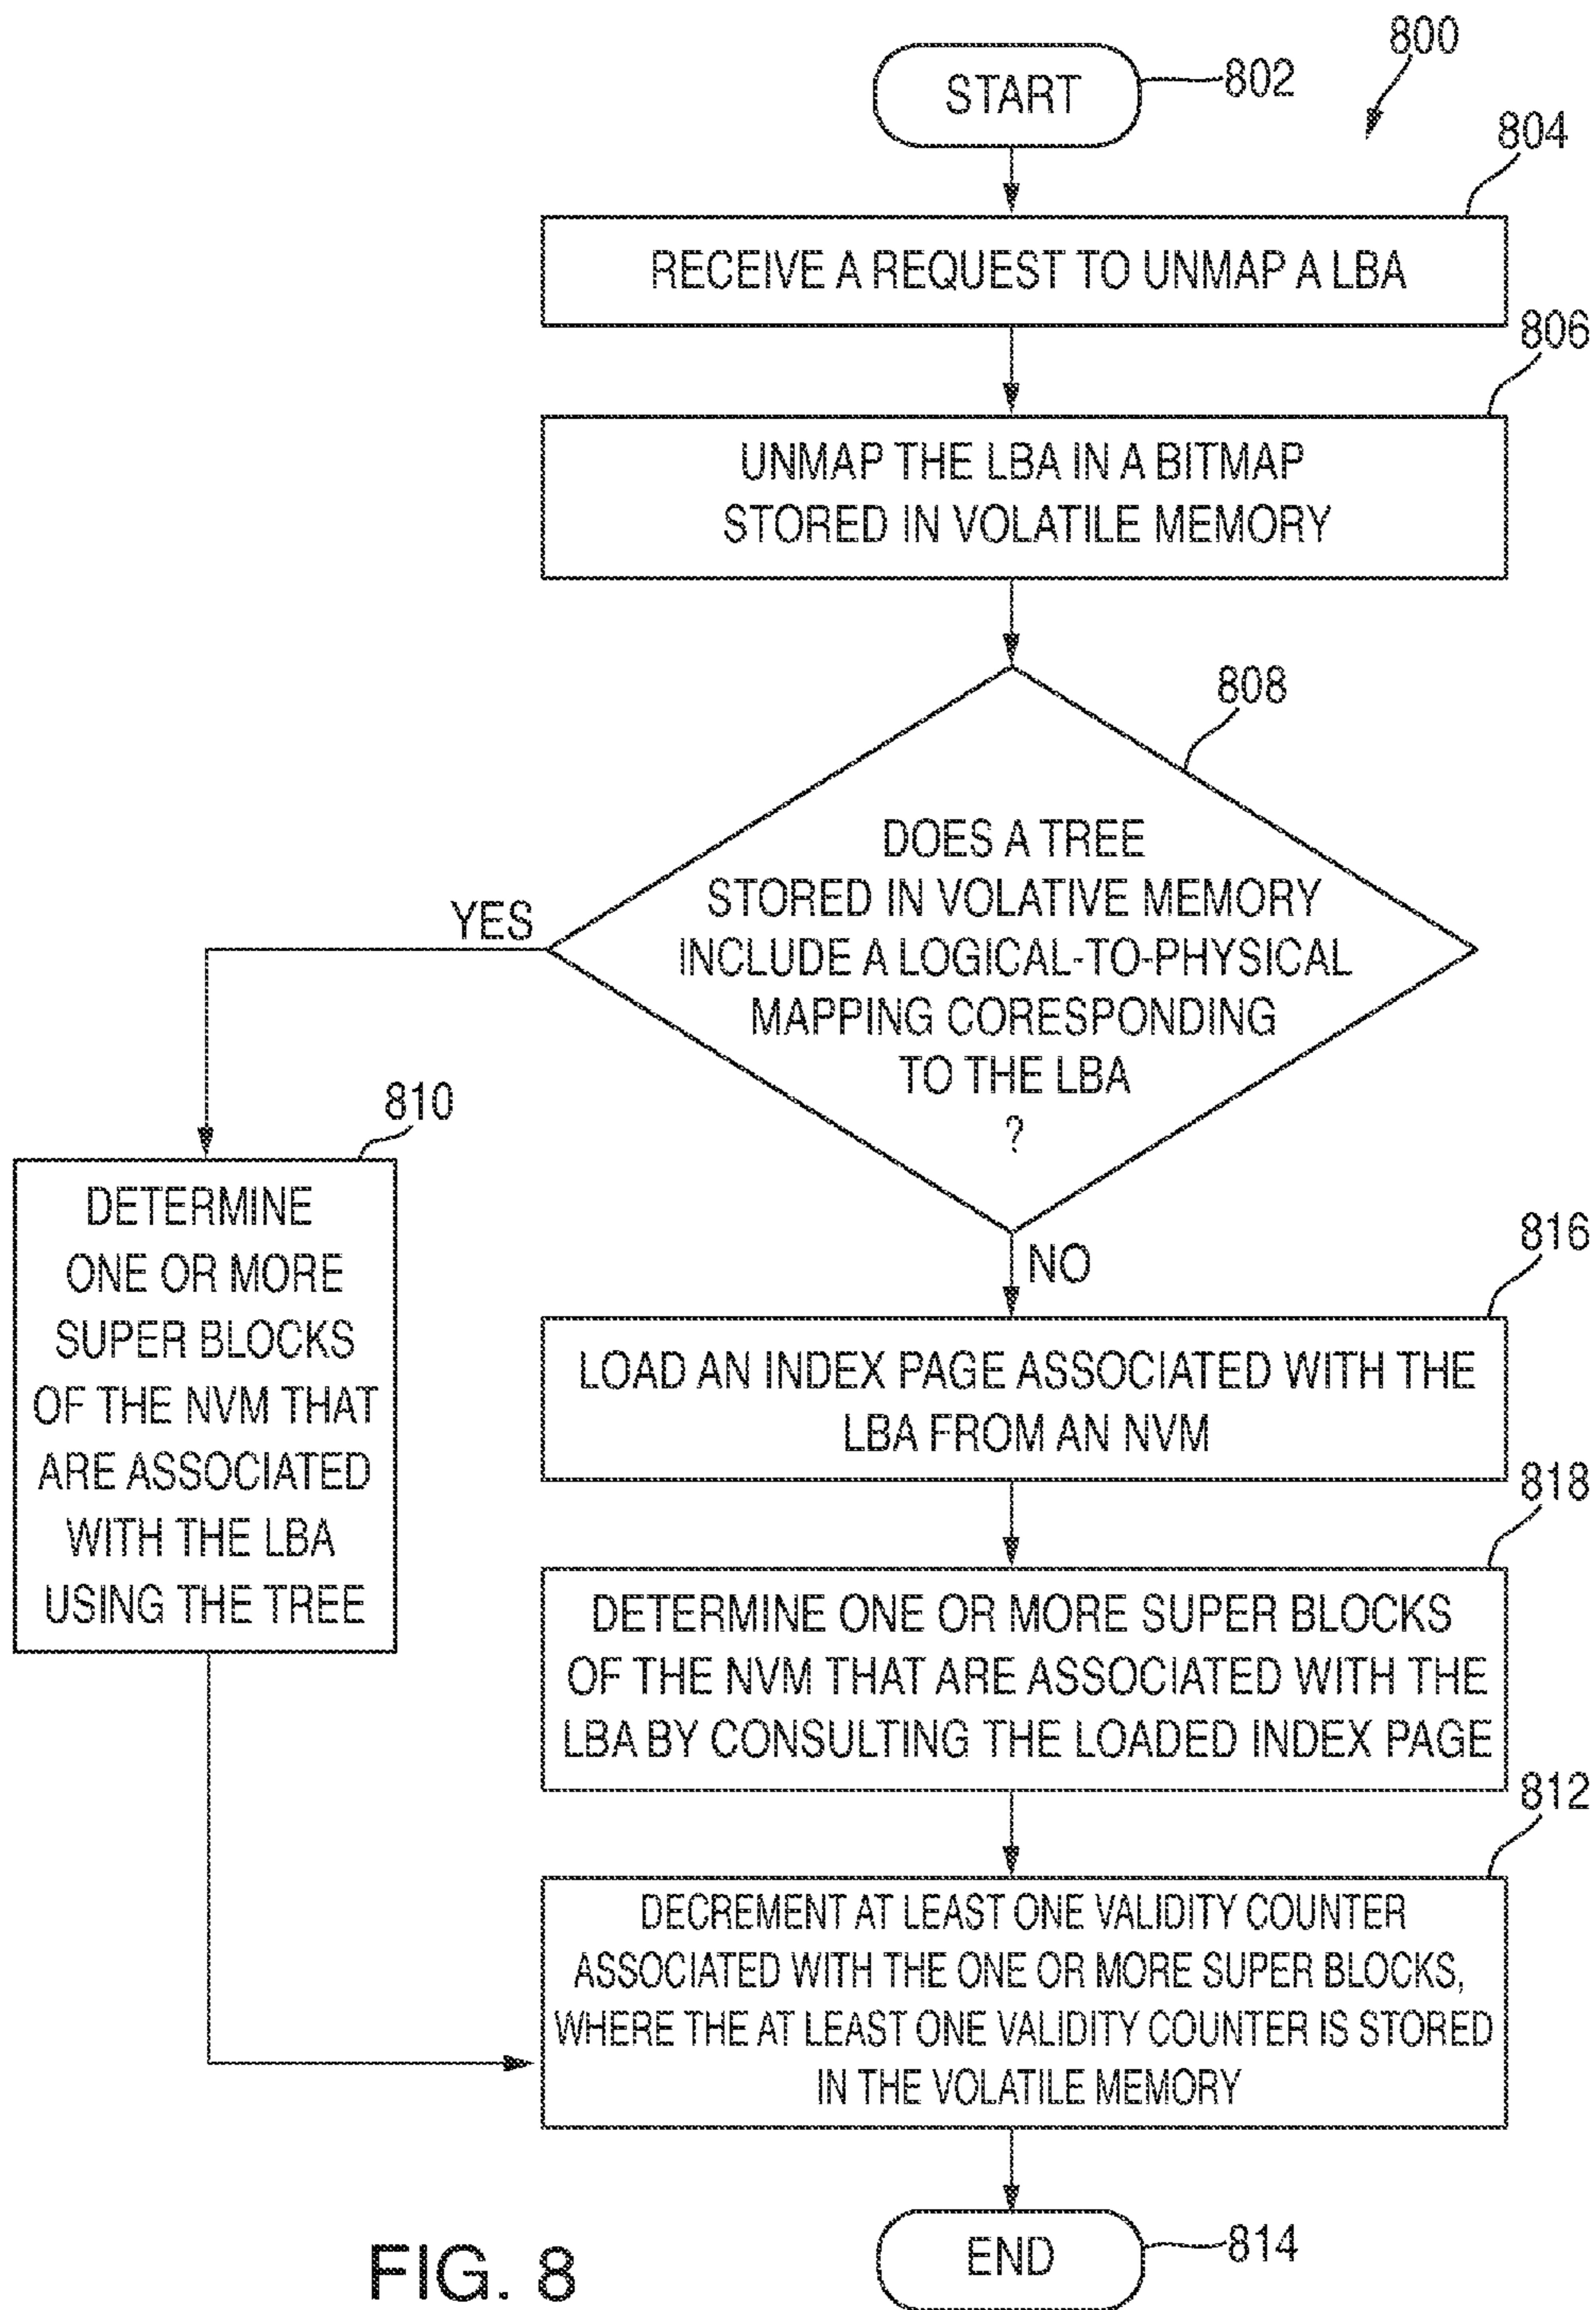 800
START
802
804
RECEIVE A REQUEST TO UNMAP A LBA
806
UNMAP THE LBA IN A BITMAP
STORED IN VOLATILE MEMORY
808
DOES A TREE
STORED IN VOLATIVE MEMORY
INCLUDE A LOGICAL-TO-PHYSICAL
MAPPING CORESPONDING
TO THE LBA
?
YES
810
DETERMINE
ONE OR MORE
SUPER BLOCKS
OF THE NVM THAT
ARE ASSOCIATED
WITH THE LBA
USING THE TREE
NO
816
LOAD AN INDEX PAGE ASSOCIATED WITH THE
LBA FROM AN NVM
818
DETERMINE ONE OR MORE SUPER BLOCKS
OF THE NVM THAT ARE ASSOCIATED WITH THE
LBA BY CONSULTING THE LOADED INDEX PAGE
812
DECREMENT AT LEAST ONE VALIDITY COUNTER
ASSOCIATED WITH THE ONE OR MORE SUPER BLOCKS,
WHERE THE AT LEAST ONE VALIDITY COUNTER IS STORED
IN THE VOLATILE MEMORY
END
814
FIG. 8